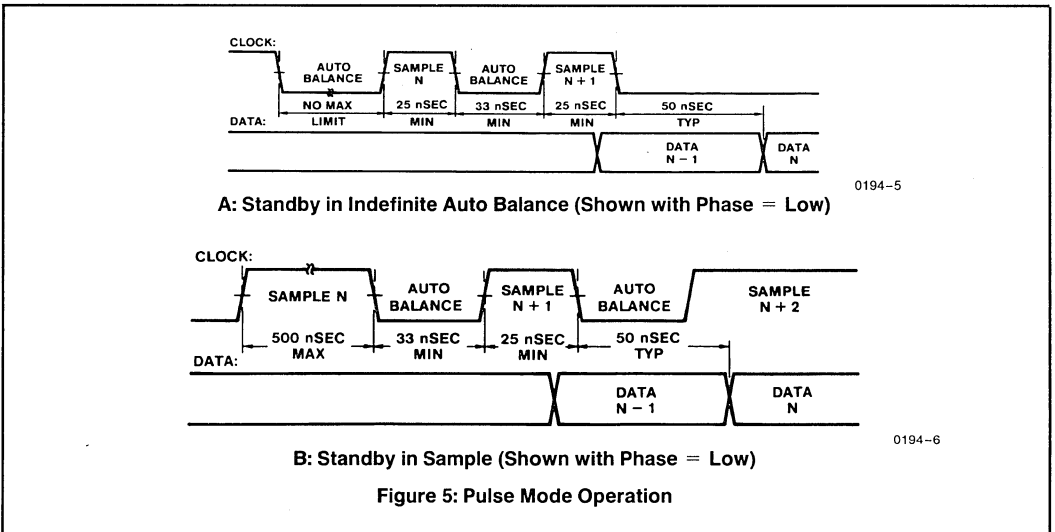 CLOCK:
AUTO BALANCE
SAMPLE N
AUTO BALANCE
SAMPLE N + 1
NO MAX LIMIT
25 nSEC MIN
33 nSEC MIN
25 nSEC MIN
50 nSEC TYP
DATA:
DATA N − 1
DATA N
0194–5
A: Standby in Indefinite Auto Balance (Shown with Phase = Low)
CLOCK:
SAMPLE N
AUTO BALANCE
SAMPLE N + 1
AUTO BALANCE
SAMPLE N + 2
500 nSEC MAX
33 nSEC MIN
25 nSEC MIN
50 nSEC TYP
DATA:
DATA N − 1
DATA N
0194–6
B: Standby in Sample (Shown with Phase = Low)
Figure 5: Pulse Mode Operation